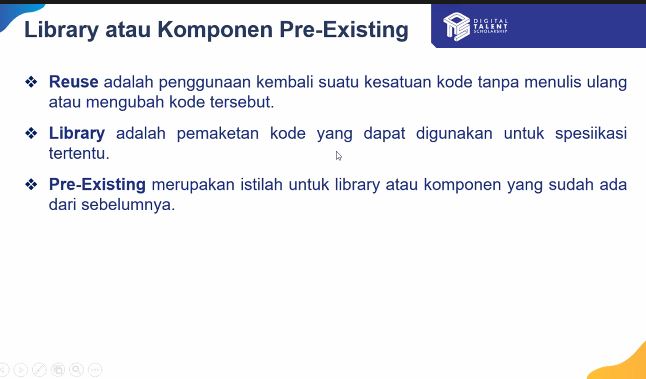 Library atau Komponen Pre-Existing
DIGITAL
TALENT
SCHOLARSHIP
❖ Reuse adalah penggunaan kembali suatu kesatuan kode tanpa menulis ulang
atau mengubah kode tersebut.
❖ Library adalah pemaketan kode yang dapat digunakan untuk spesiikasi
tertentu.
❖ Pre-Existing merupakan istilah untuk library atau komponen yang sudah ada
dari sebelumnya.